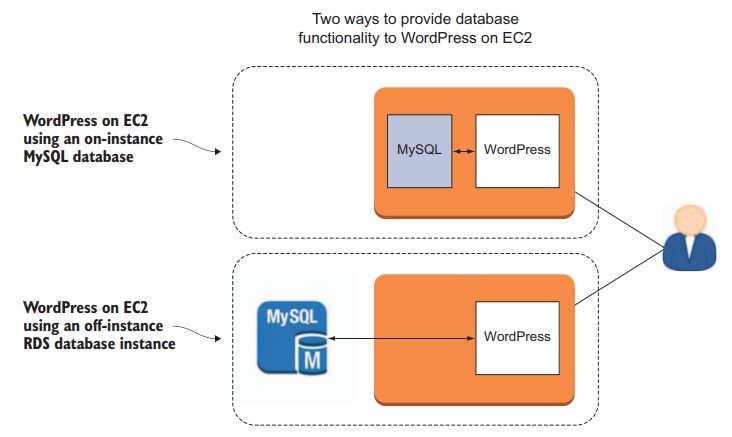 Two ways to provide database
functionality to WordPress on EC2
WordPress on EC2
using an on-instance
MySQL database
MySQL
WordPress
WordPress on EC2
using an off-instance
RDS database instance
MySQL
M
WordPress